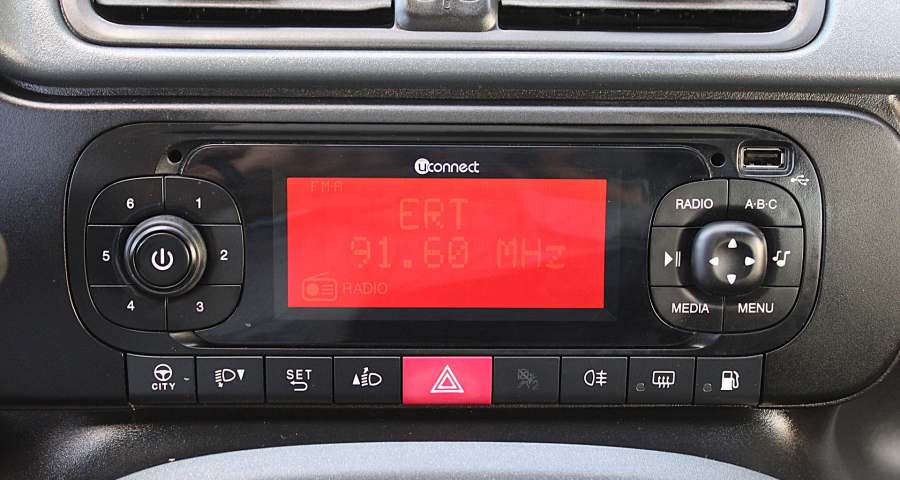 uconnect
FM-A
ERT
91.60 MHz
RADIO
6 1
5 2
4 3
RADIO A·B·C
MEDIA MENU
CITY
SET